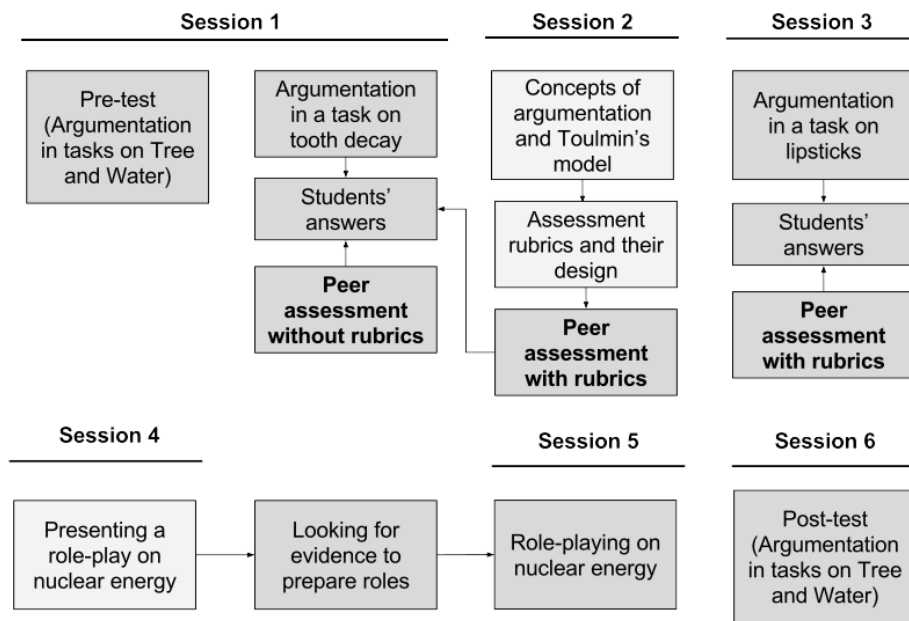 Session 1
Session 2
Session 3
Pre-test
(Argumentation
in tasks on Tree
and Water)
Argumentation
in a task on
tooth decay
Students'
answers
Peer
assessment
without rubrics
Concepts of
argumentation
and Toulmin's
model
Assessment
rubrics and their
design
Peer
assessment
with rubrics
Argumentation
in a task on
lipsticks
Students'
answers
Peer
assessment
with rubrics
Session 4
Session 5
Session 6
Presenting a
role-play on
nuclear energy
Looking for
evidence to
prepare roles
Role-playing on
nuclear energy
Post-test
(Argumentation
in tasks on Tree
and Water)